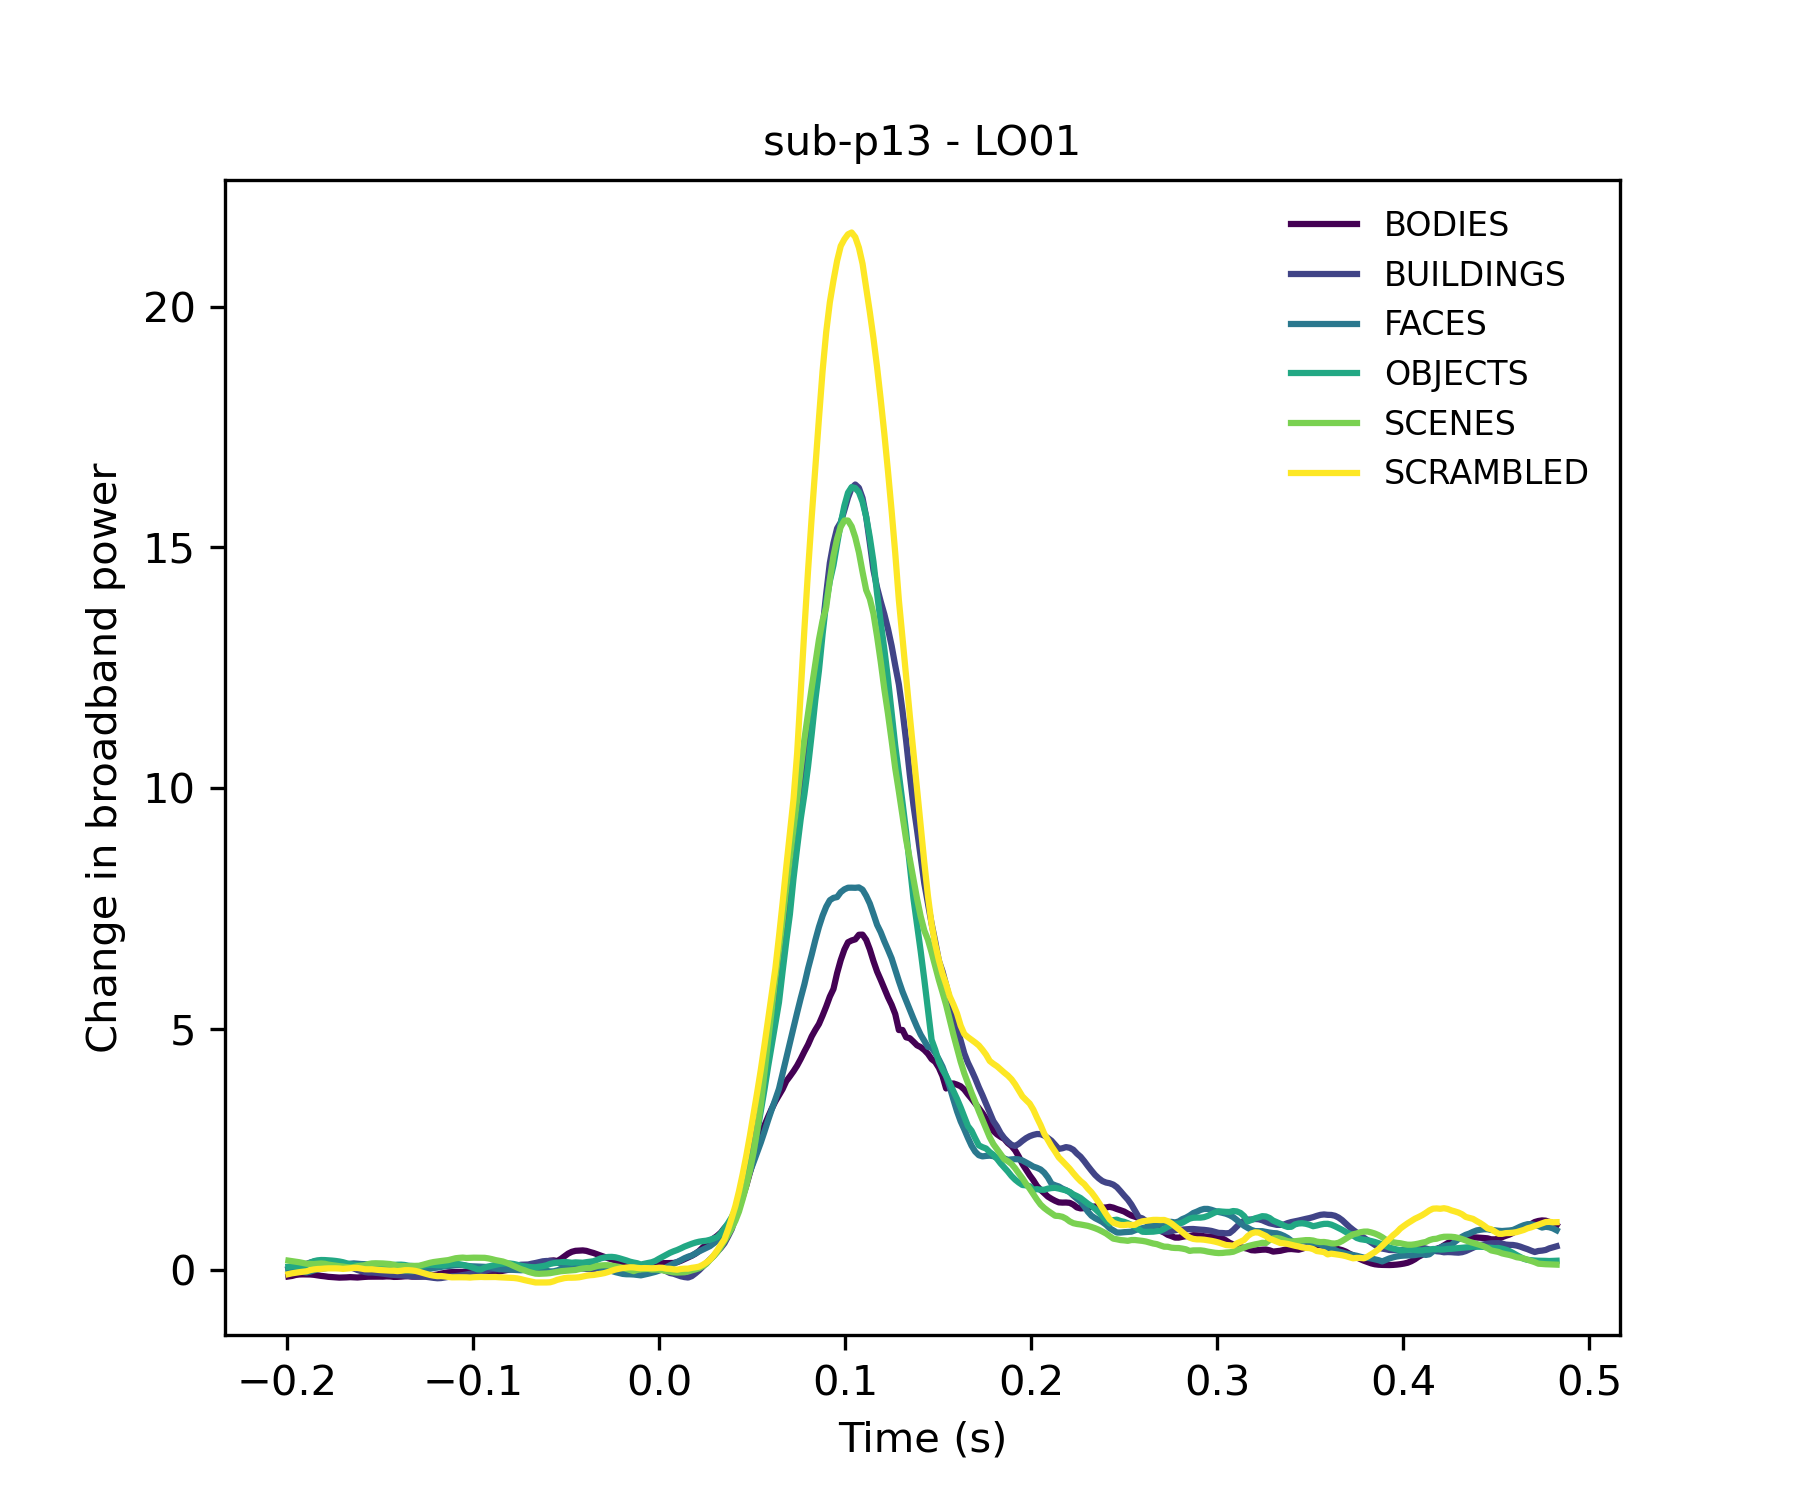 sub-p13 - LO01
Change in broadband power
20
15
10
5
0
BODIES
BUILDINGS
FACES
OBJECTS
SCENES
SCRAMBLED
−0.2
−0.1
0.0
0.1
0.2
0.3
0.4
0.5
Time (s)